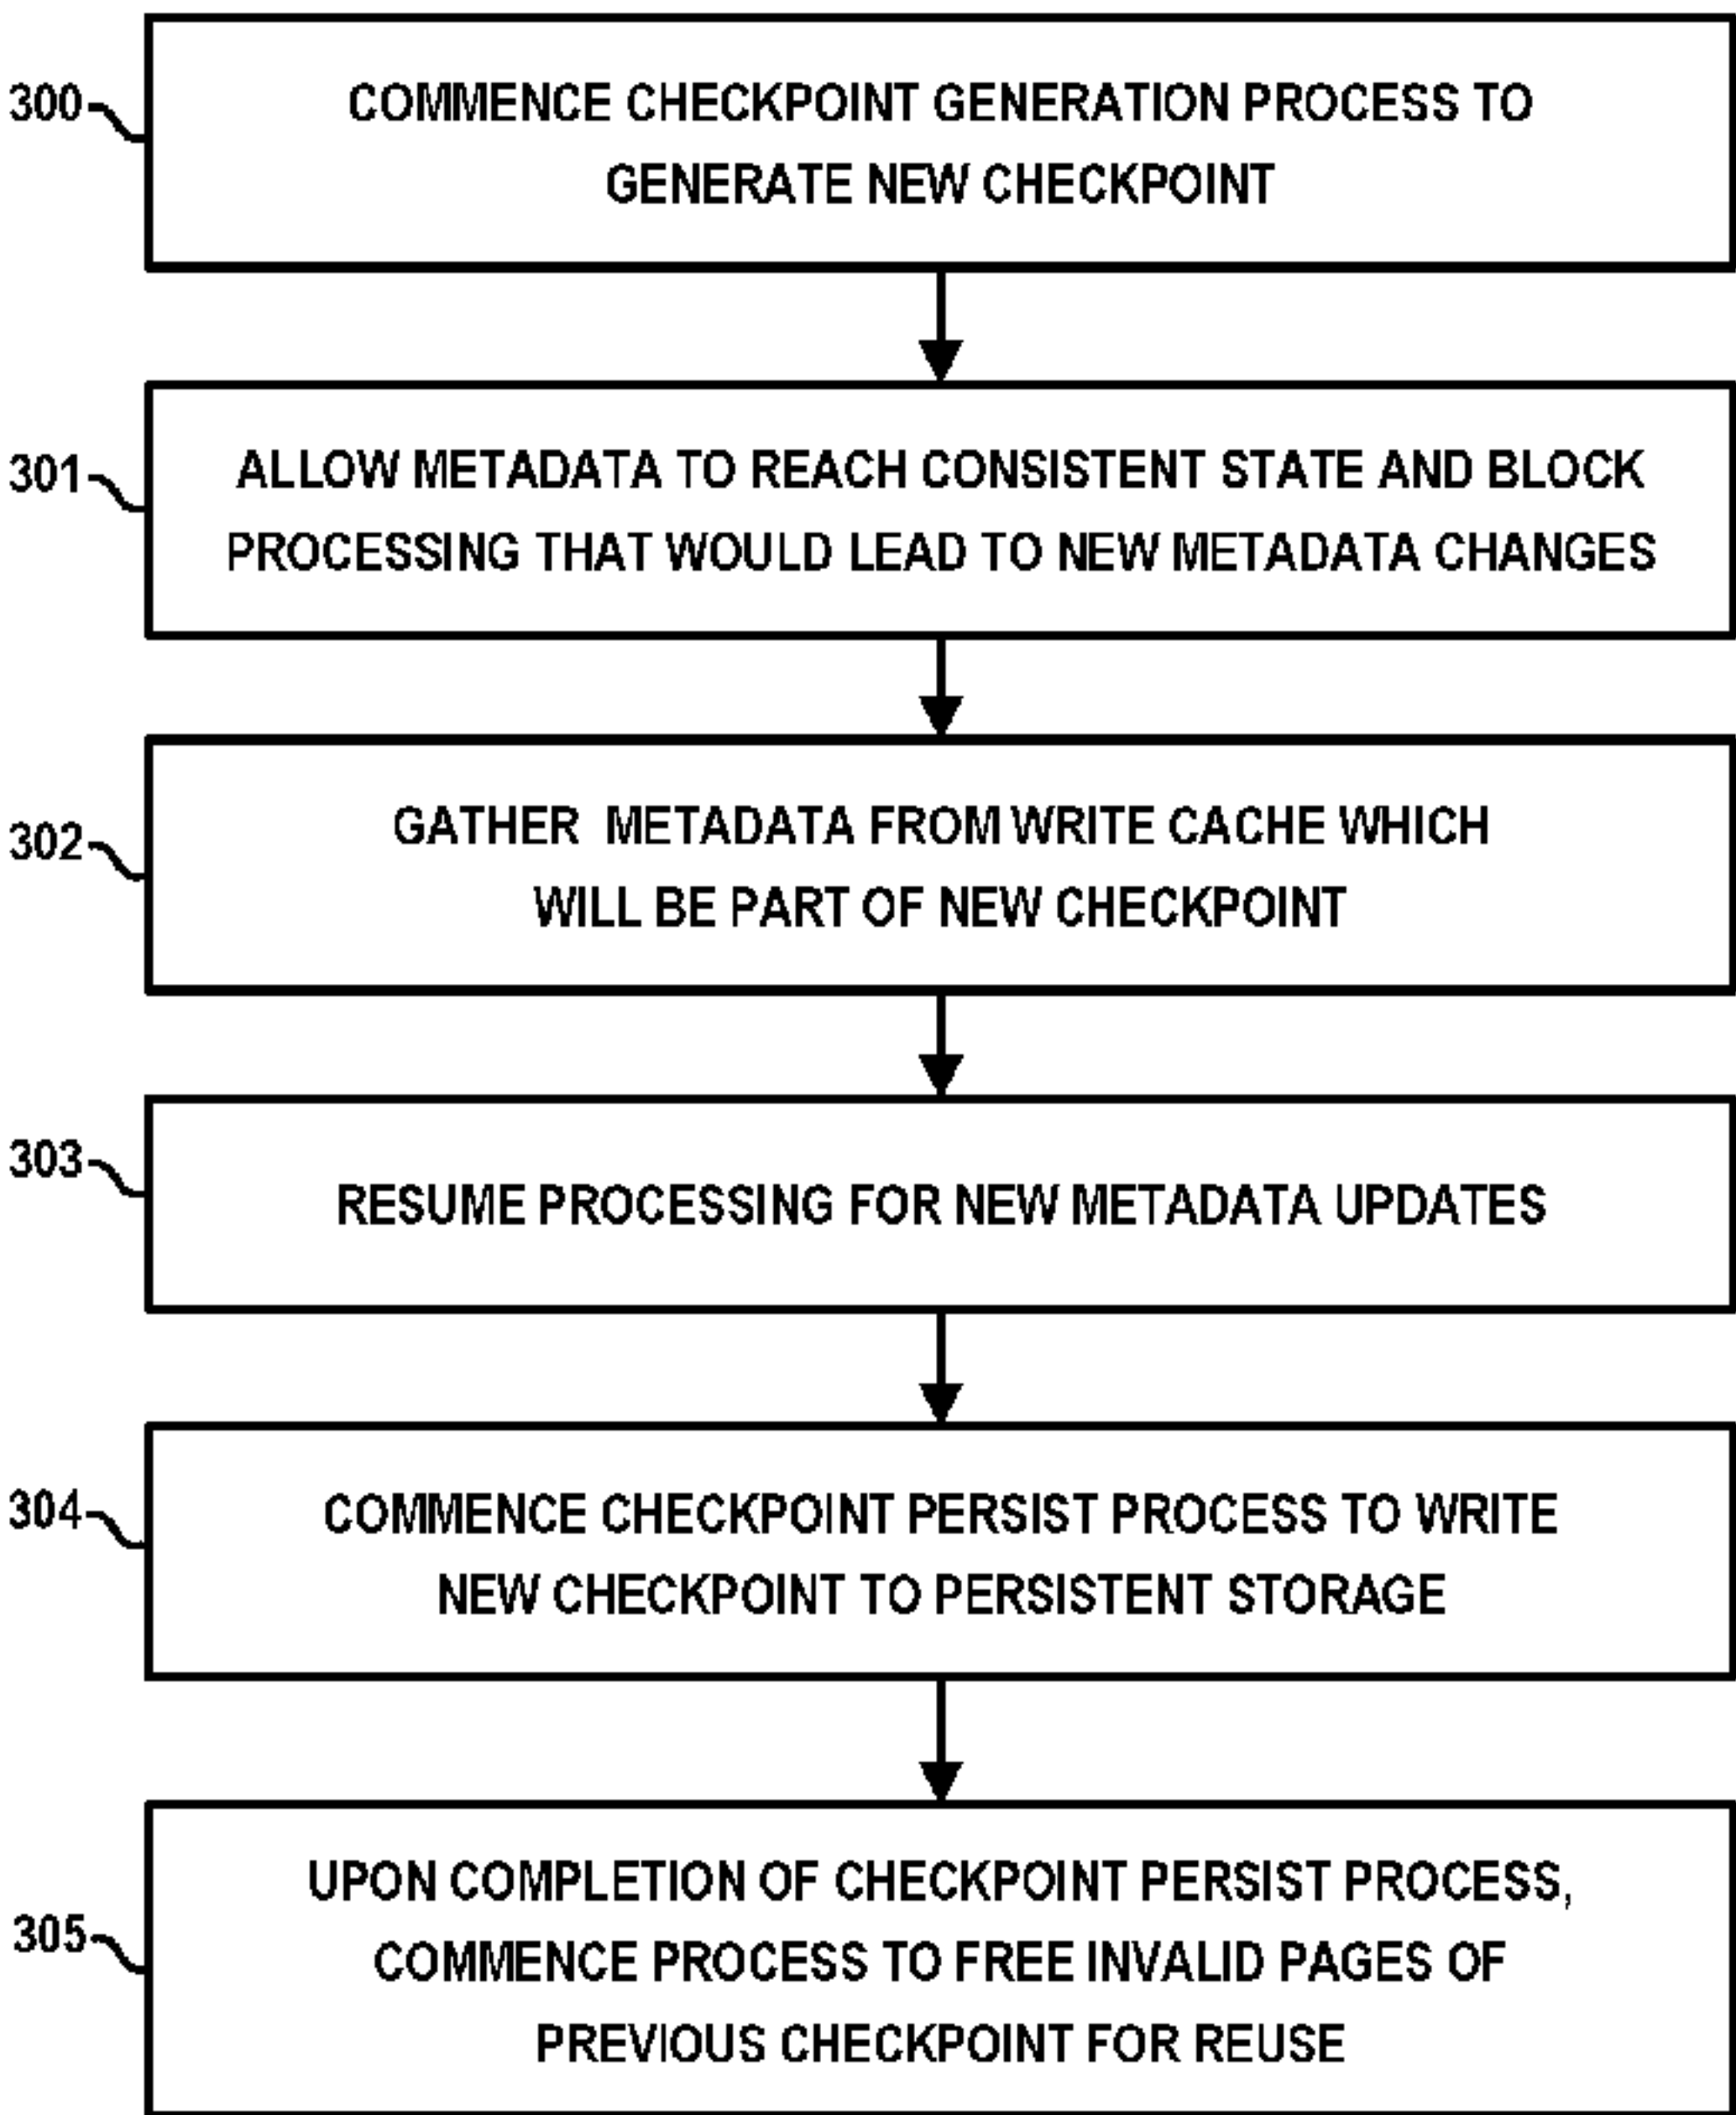 300
COMMENCE CHECKPOINT GENERATION PROCESS TO
GENERATE NEW CHECKPOINT
301
ALLOW METADATA TO REACH CONSISTENT STATE AND BLOCK
PROCESSING THAT WOULD LEAD TO NEW METADATA CHANGES
302
GATHER METADATA FROM WRITE CACHE WHICH
WILL BE PART OF NEW CHECKPOINT
303
RESUME PROCESSING FOR NEW METADATA UPDATES
304
COMMENCE CHECKPOINT PERSIST PROCESS TO WRITE
NEW CHECKPOINT TO PERSISTENT STORAGE
305
UPON COMPLETION OF CHECKPOINT PERSIST PROCESS,
COMMENCE PROCESS TO FREE INVALID PAGES OF
PREVIOUS CHECKPOINT FOR REUSE